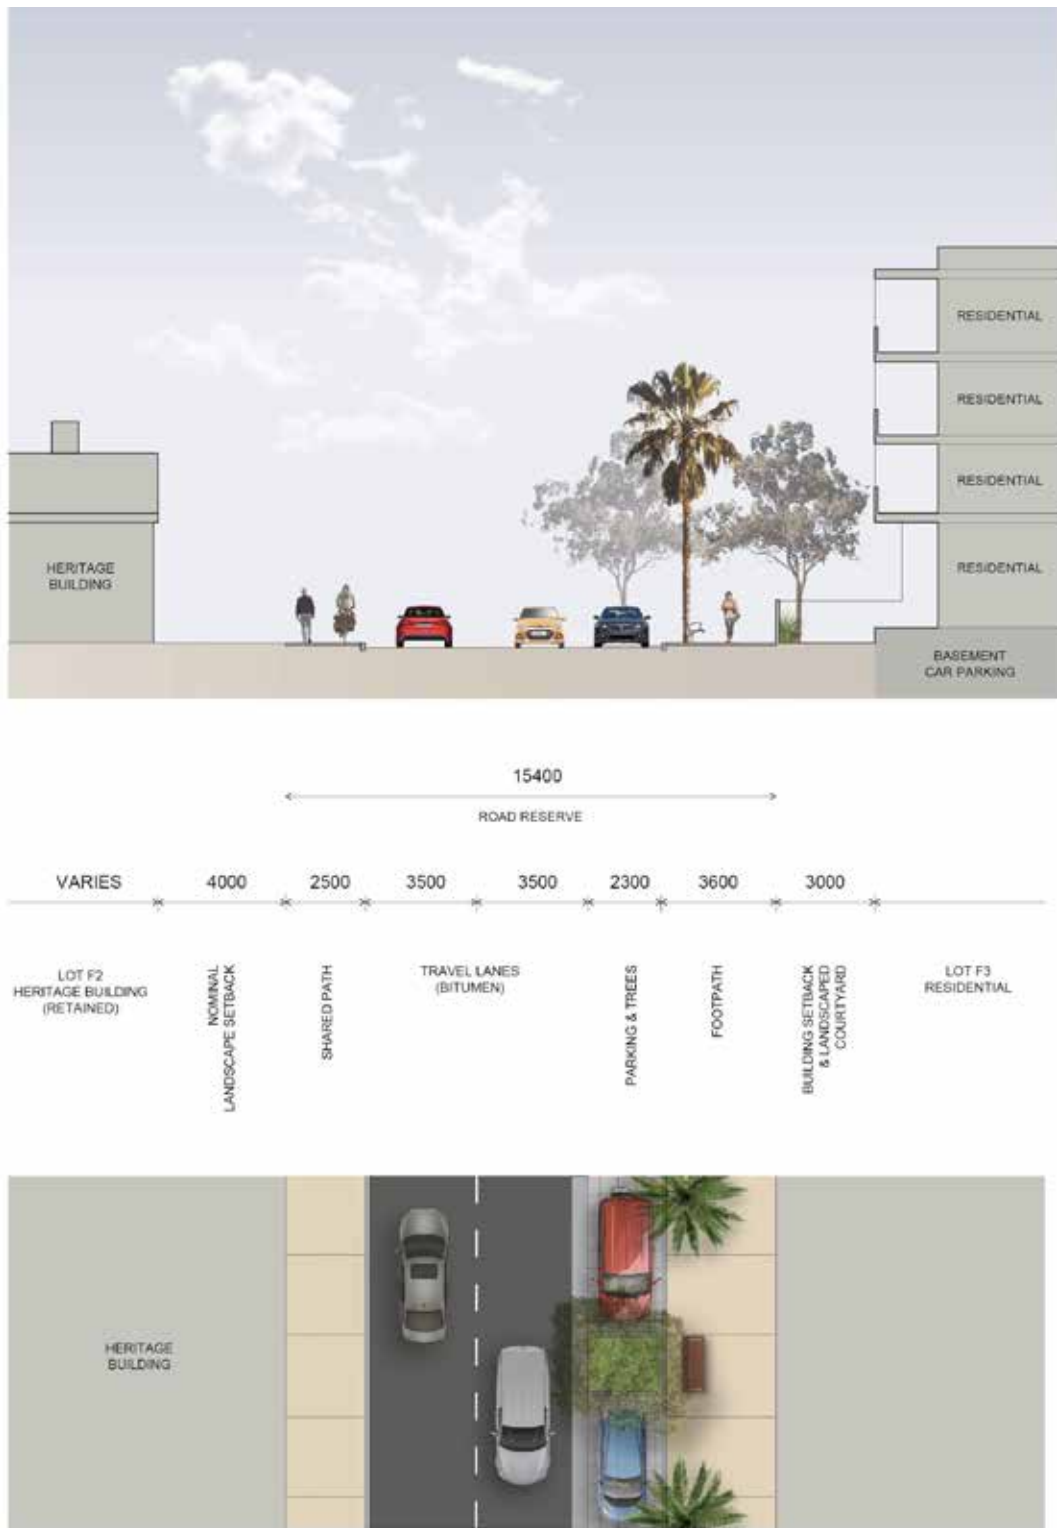 RESIDENTIAL
RESIDENTIAL
RESIDENTIAL
HERITAGE
BUILDING
RESIDENTIAL
BASEMENT
CAR PARKING
15400
ROAD RESERVE
VARIES
4000
2500
3500
3500
2300
3600
3000
LOT F2
HERITAGE BUILDING
(RETAINED)
NOMINAL
LANDSCAPE SETBACK
SHARED PATH
TRAVEL LANES
(BITUMEN)
PARKING & TREES
FOOTPATH
BUILDING SETBACK
& LANDSCAPED
COURTYARD
LOT F3
RESIDENTIAL
HERITAGE
BUILDING